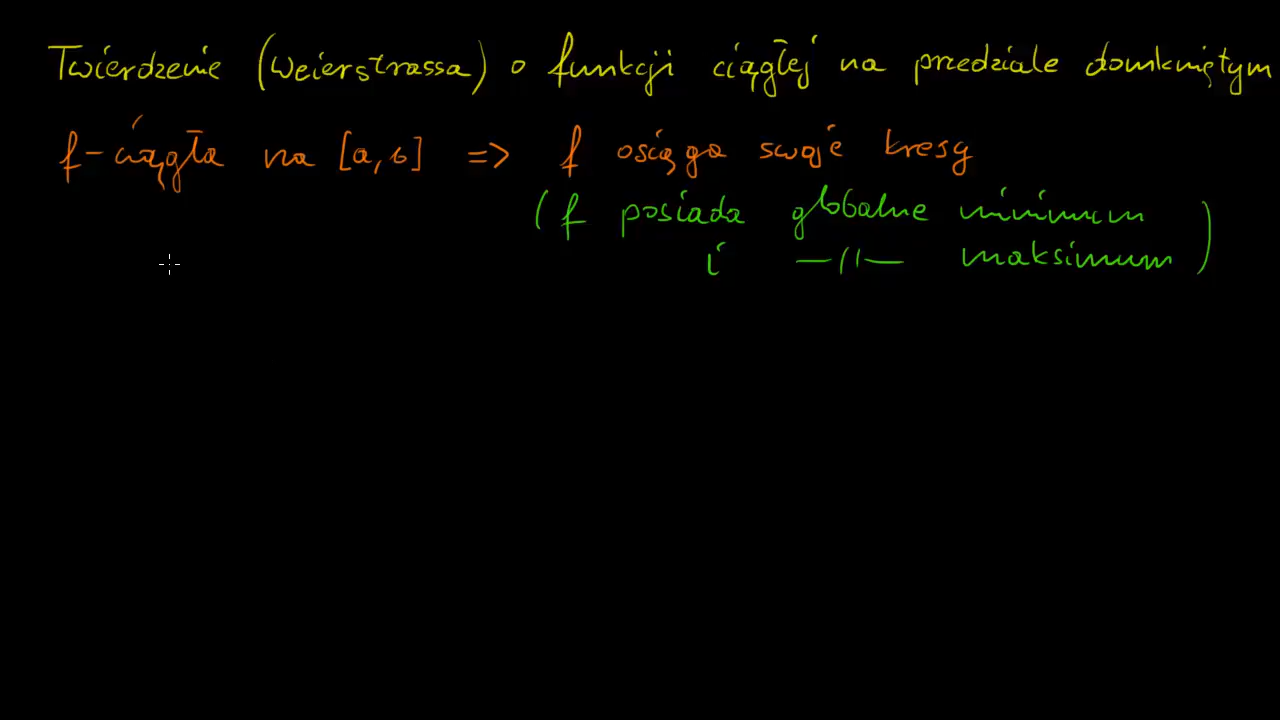 Twierdzenie (Weierstrassa) o funkcji ciągłej na przedziale domkniętym
f-ciągła na [a,b] => f osiąga swoje kresy
(f posiada globalne minimum
i —//— maksimum)